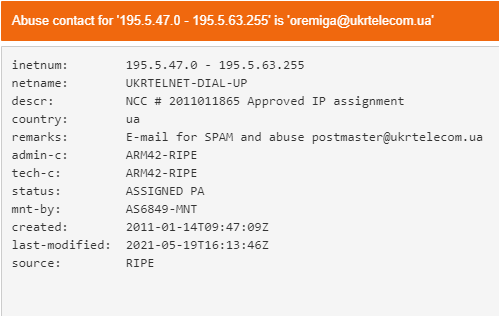 Abuse contact for '195.5.47.0 - 195.5.63.255' is 'oremiga@ukrtelecom.ua'
inetnum: 195.5.47.0 - 195.5.63.255
netname: UKRTELNET-DIAL-UP
descr: NCC # 2011011865 Approved IP assignment
country: ua
remarks: E-mail for SPAM and abuse postmaster@ukrtelecom.ua
admin-c: ARM42-RIPE
tech-c: ARM42-RIPE
status: ASSIGNED PA
mnt-by: AS6849-MNT
created: 2011-01-14T09:47:09Z
last-modified: 2021-05-19T16:13:46Z
source: RIPE